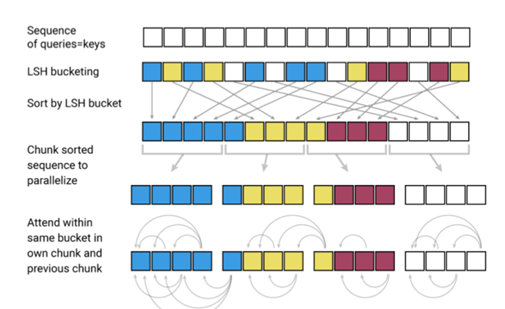 Sequence
of queries=keys
LSH bucketing
Sort by LSH bucket
Chunk sorted
sequence to
parallelize
Attend within
same bucket in
own chunk and
previous chunk